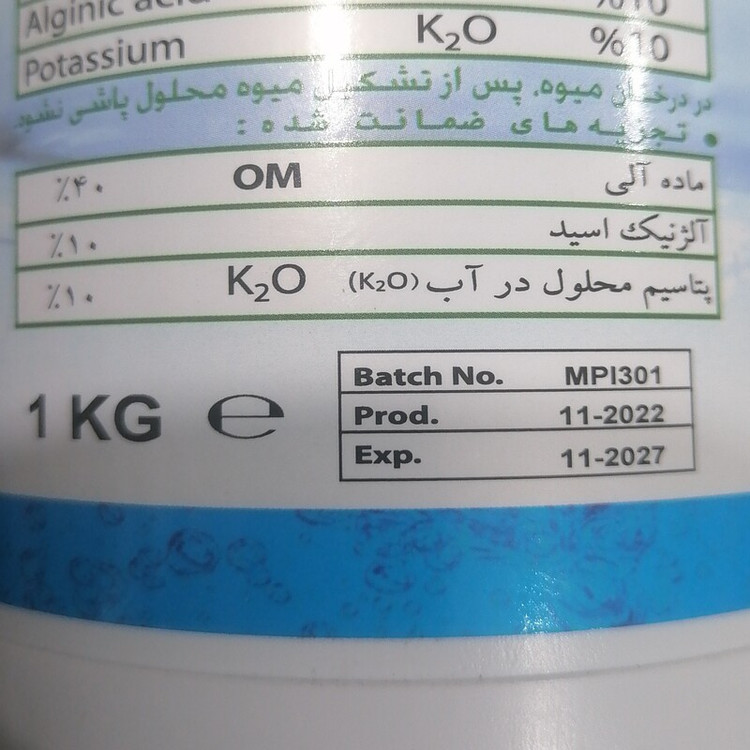 Alginic acid %10
Potassium K₂O %10
در درختان میوه، پس از تشکیل میوه محلول پاشی نشود
• تجزیه های ضمانت شده :
ماده آلی OM ٪۴۰
آلژنیک اسید ٪۱۰
پتاسیم محلول در آب (K₂O) K₂O ٪۱۰
1 KG ℮
Batch No. MPI301
Prod. 11-2022
Exp. 11-2027